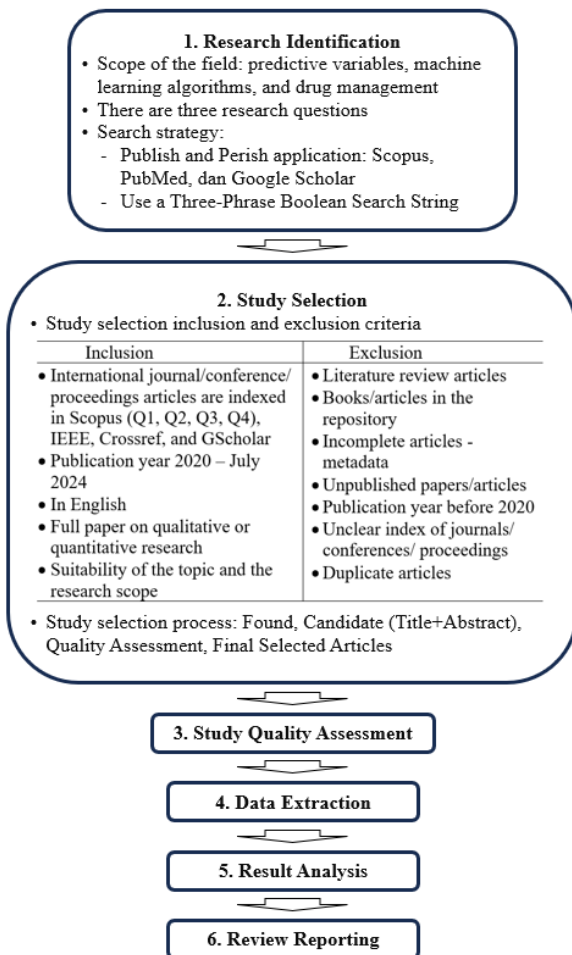 1. Research Identification
• Scope of the field: predictive variables, machine
learning algorithms, and drug management
• There are three research questions
• Search strategy:
- Publish and Perish application: Scopus,
PubMed, dan Google Scholar
- Use a Three-Phrase Boolean Search String
2. Study Selection
• Study selection inclusion and exclusion criteria
Inclusion
• International journal/conference/
proceedings articles are indexed
in Scopus (Q1, Q2, Q3, Q4),
IEEE, Crossref, and GScholar
• Publication year 2020 – July
2024
• In English
• Full paper on qualitative or
quantitative research
• Suitability of the topic and the
research scope
Exclusion
• Literature review articles
• Books/articles in the
repository
• Incomplete articles -
metadata
• Unpublished papers/articles
• Publication year before 2020
• Unclear index of journals/
conferences/ proceedings
• Duplicate articles
• Study selection process: Found, Candidate (Title+Abstract),
Quality Assessment, Final Selected Articles
3. Study Quality Assessment
4. Data Extraction
5. Result Analysis
6. Review Reporting